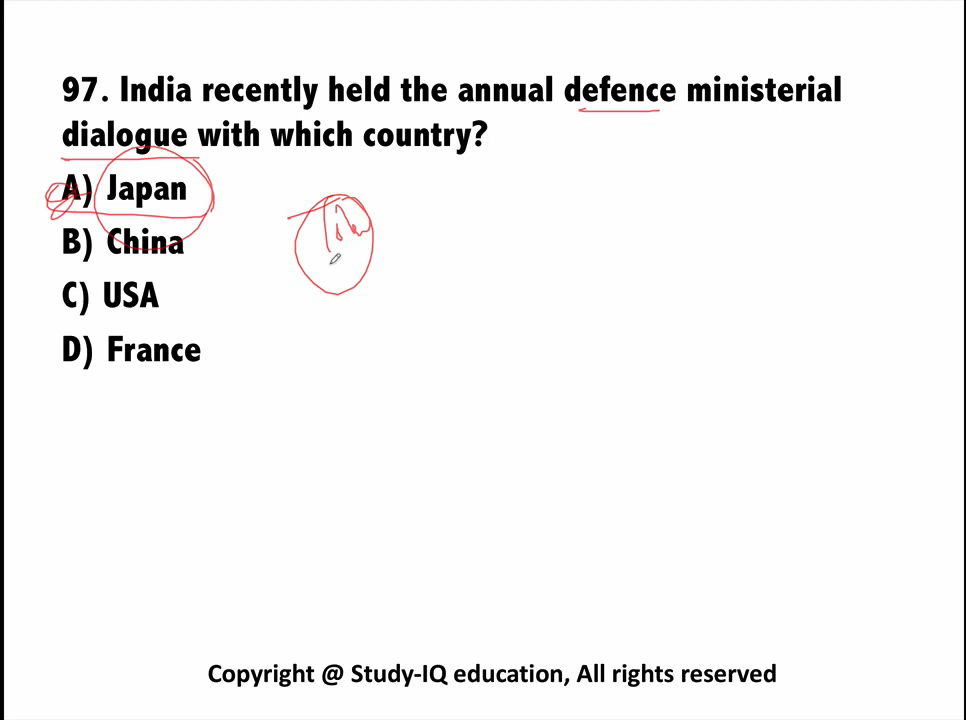 97. India recently held the annual defence ministerial
dialogue with which country?
A) Japan
B) China
C) USA
D) France
Copyright @ Study-IQ education, All rights reserved